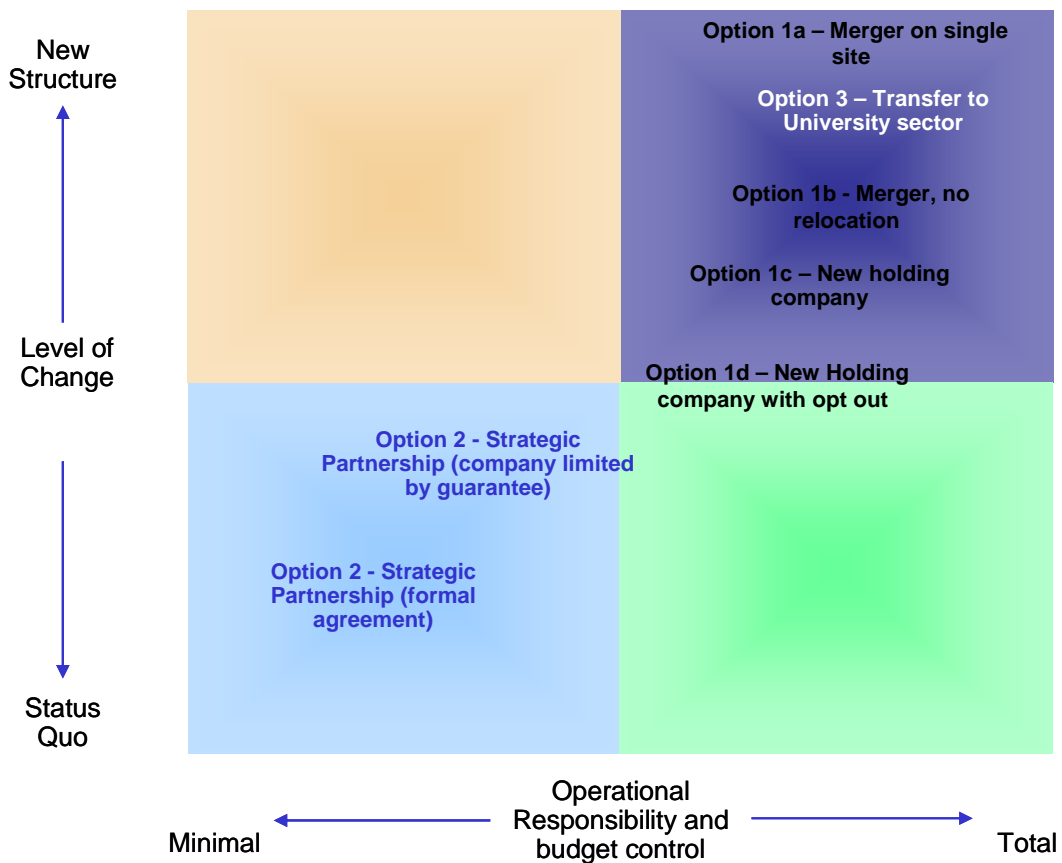 New
Structure
Option 1a – Merger on single
site
Option 3 – Transfer to
University sector
Option 1b - Merger, no
relocation
Option 1c – New holding
company
Level of
Change
Option 1d – New Holding
company with opt out
Option 2 - Strategic
Partnership (company limited
by guarantee)
Option 2 - Strategic
Partnership (formal
agreement)
Status
Quo
Minimal
Operational
Responsibility and
budget control
Total